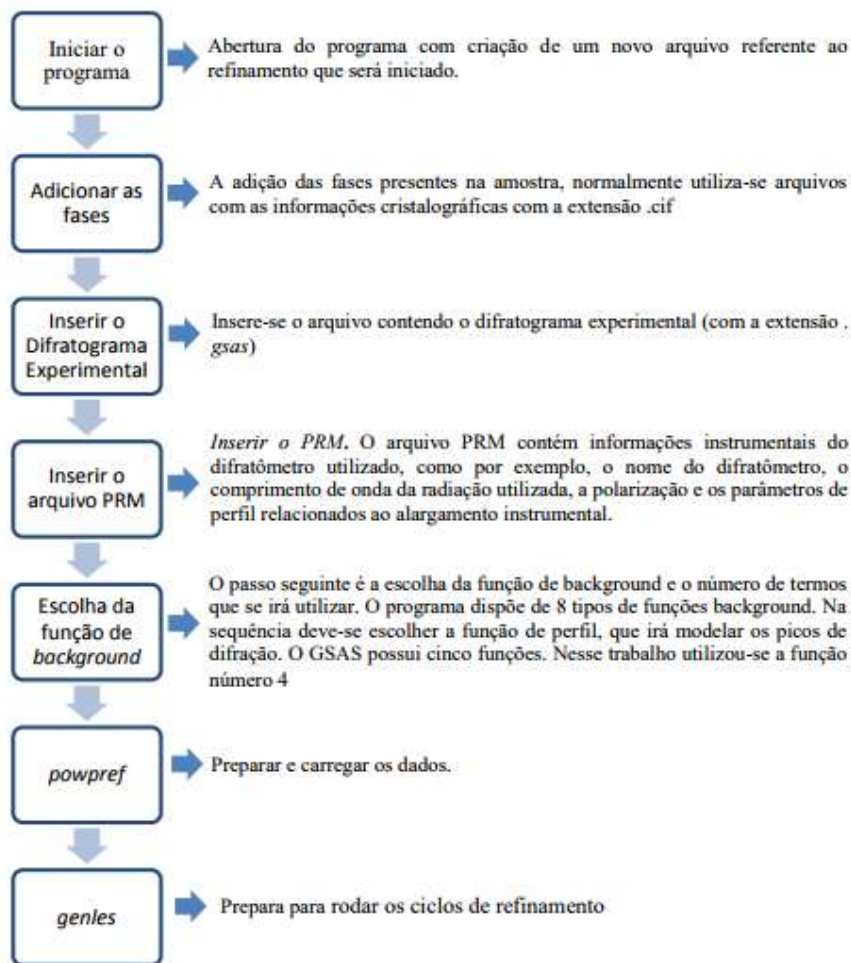 Iniciar o
programa
Abertura do programa com criação de um novo arquivo referente ao
refinamento que será iniciado.
Adicionar as
fases
A adição das fases presentes na amostra, normalmente utiliza-se arquivos
com as informações cristalográficas com a extensão .cif
Inserir o
Difratograma
Experimental
Insere-se o arquivo contendo o difratograma experimental (com a extensão .
gsas)
Inserir o
arquivo PRM
Inserir o PRM. O arquivo PRM contém informações instrumentais do
difratômetro utilizado, como por exemplo, o nome do difratômetro, o
comprimento de onda da radiação utilizada, a polarização e os parâmetros de
perfil relacionados ao alargamento instrumental.
Escolha da
função de
background
O passo seguinte é a escolha da função de background e o número de termos
que se irá utilizar. O programa dispõe de 8 tipos de funções background. Na
sequência deve-se escolher a função de perfil, que irá modelar os picos de
difração. O GSAS possui cinco funções. Nesse trabalho utilizou-se a função
número 4
powpref
Preparar e carregar os dados.
genles
Prepara para rodar os ciclos de refinamento